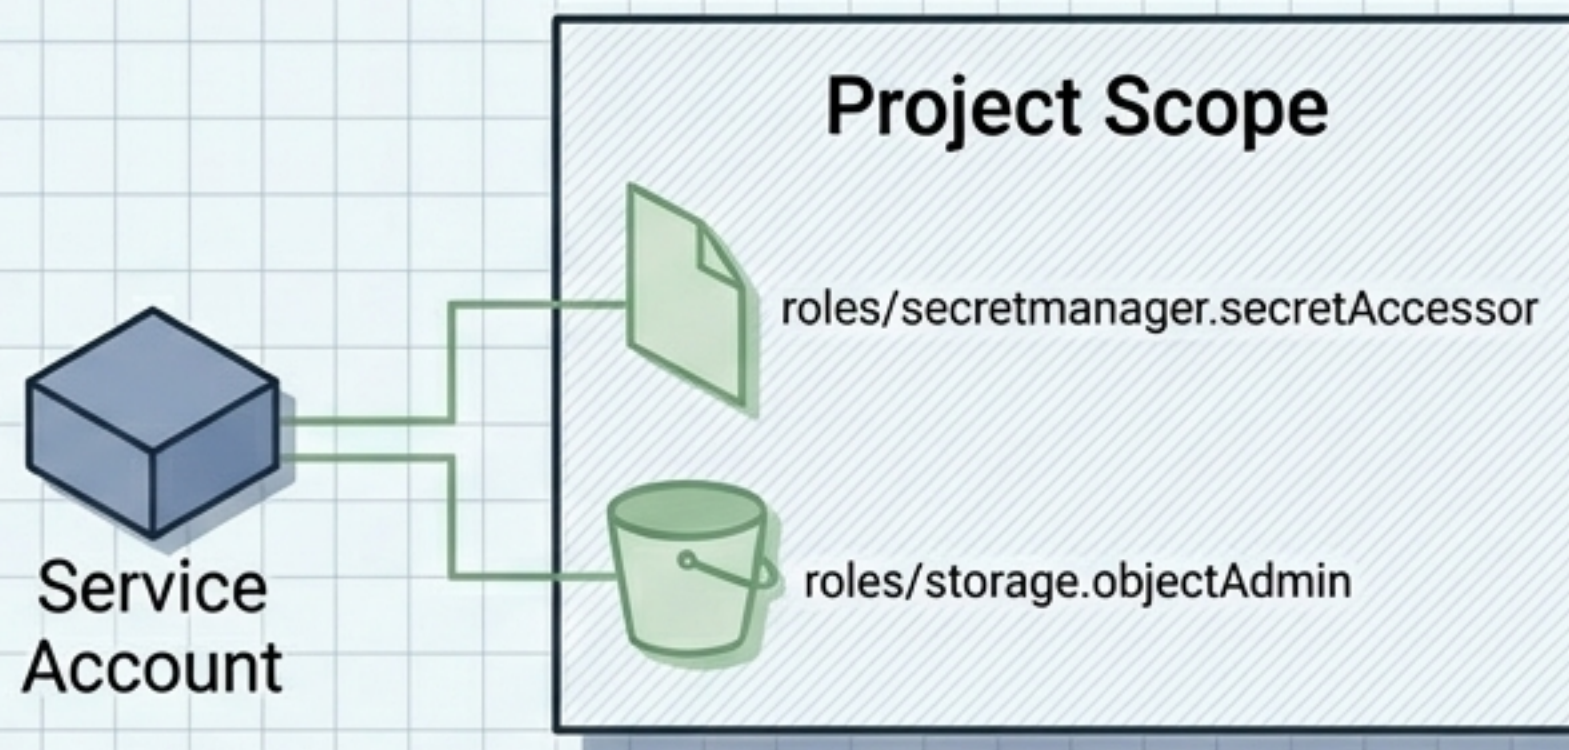 Project Scope
roles/secretmanager.secretAccessor
roles/storage.objectAdmin
Service
Account